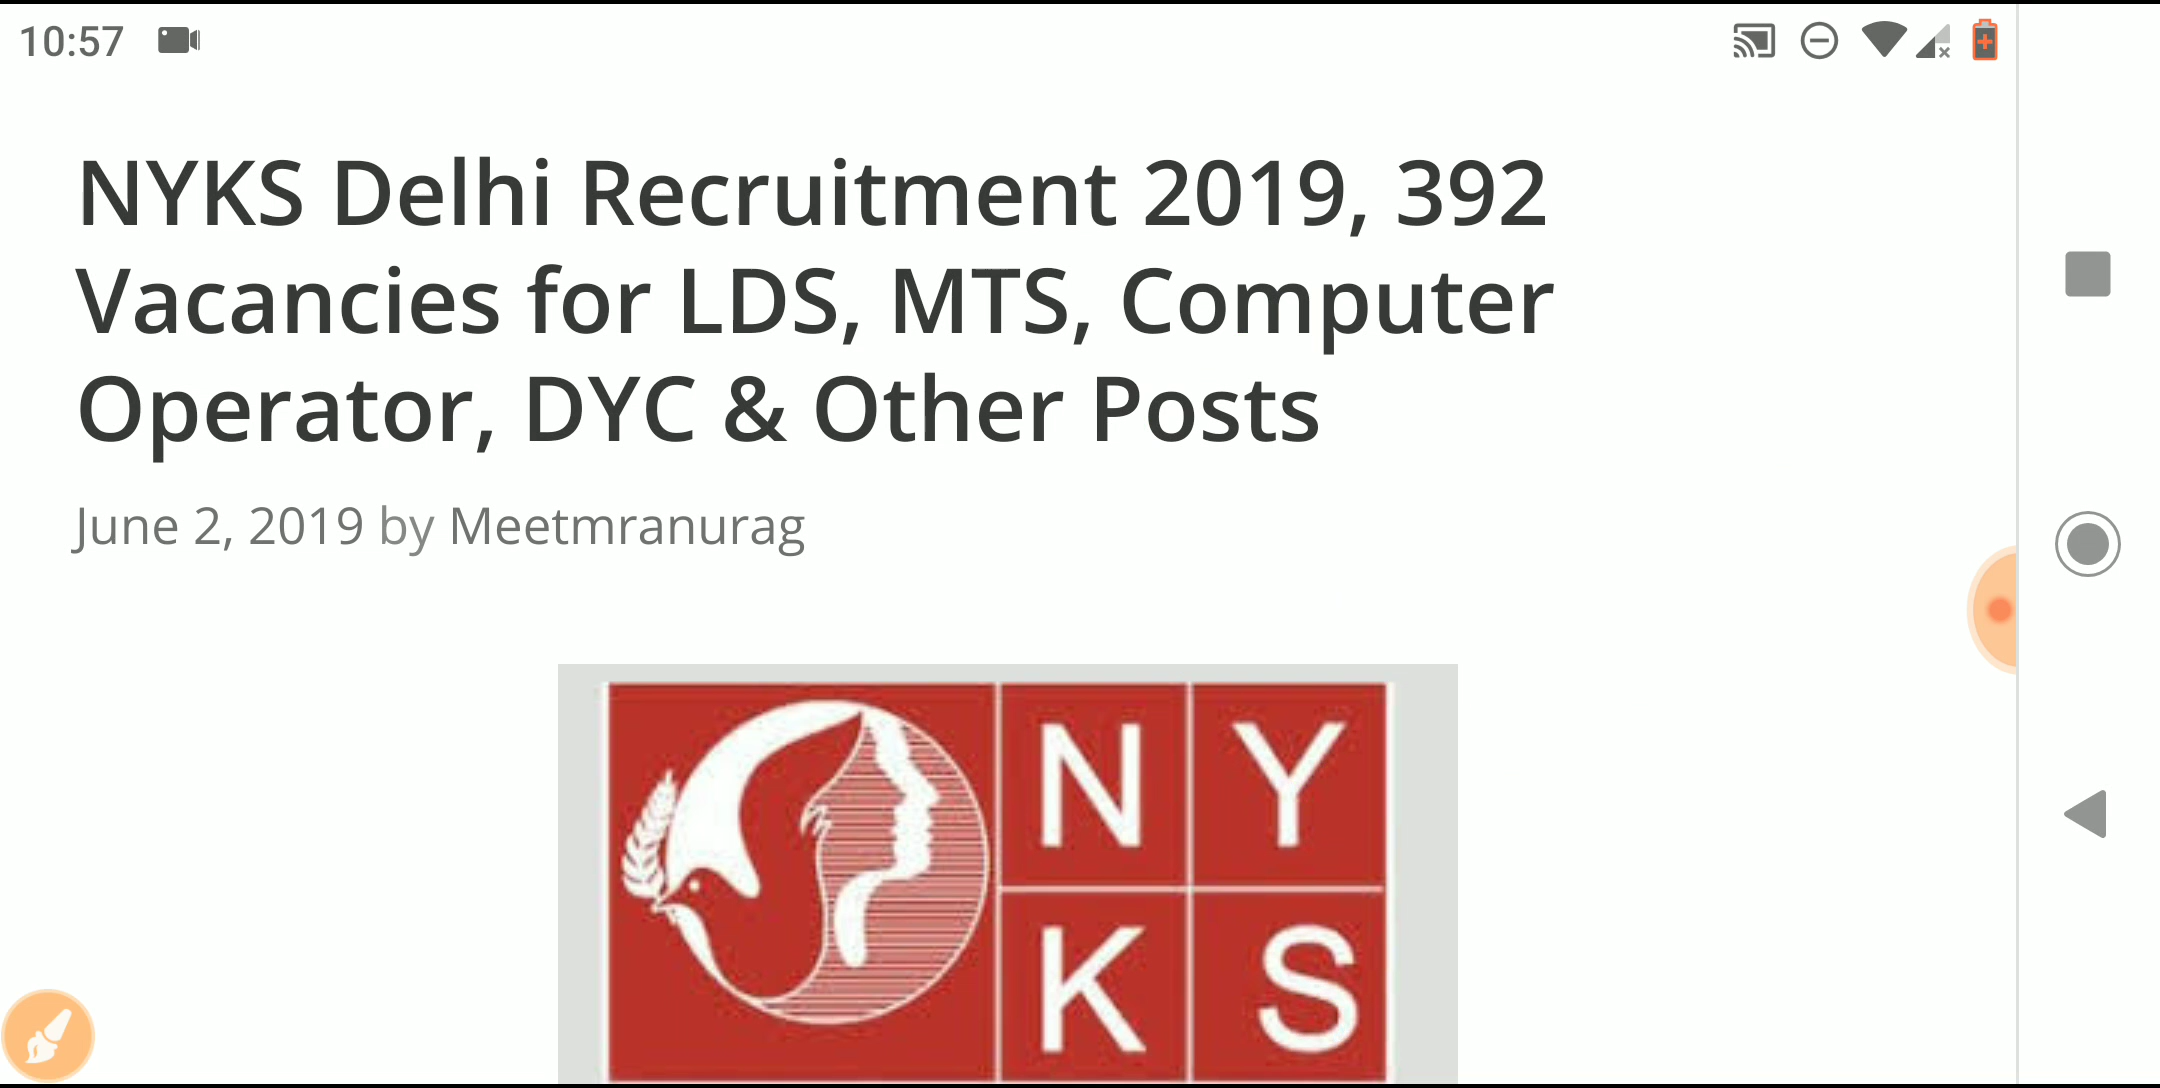 10:57
NYKS Delhi Recruitment 2019, 392
Vacancies for LDS, MTS, Computer
Operator, DYC & Other Posts
June 2, 2019 by Meetmranurag
N Y
K S